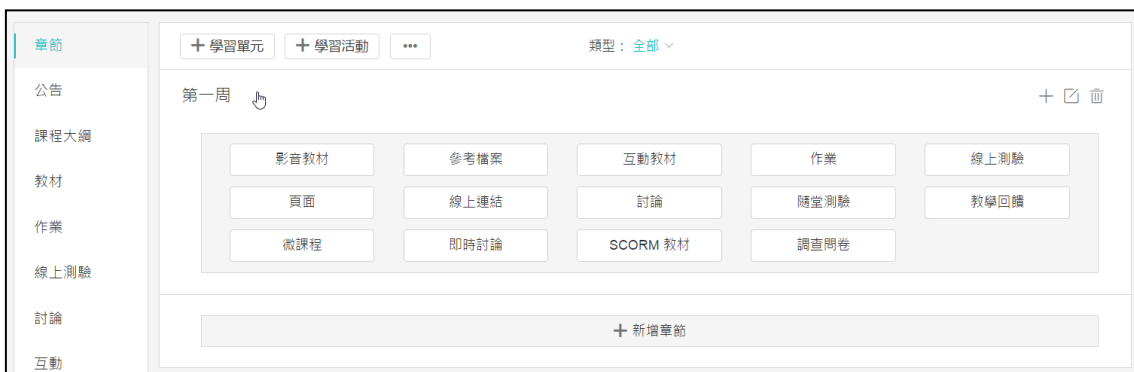 章節
公告
課程大綱
教材
作業
線上測驗
討論
互動
+ 學習單元 + 學習活動 ••• 類型： 全部
第一周
影音教材 參考檔案 互動教材 作業 線上測驗
頁面 線上連結 討論 隨堂測驗 教學回饋
微課程 即時討論 SCORM 教材 調查問卷
+ 新增章節